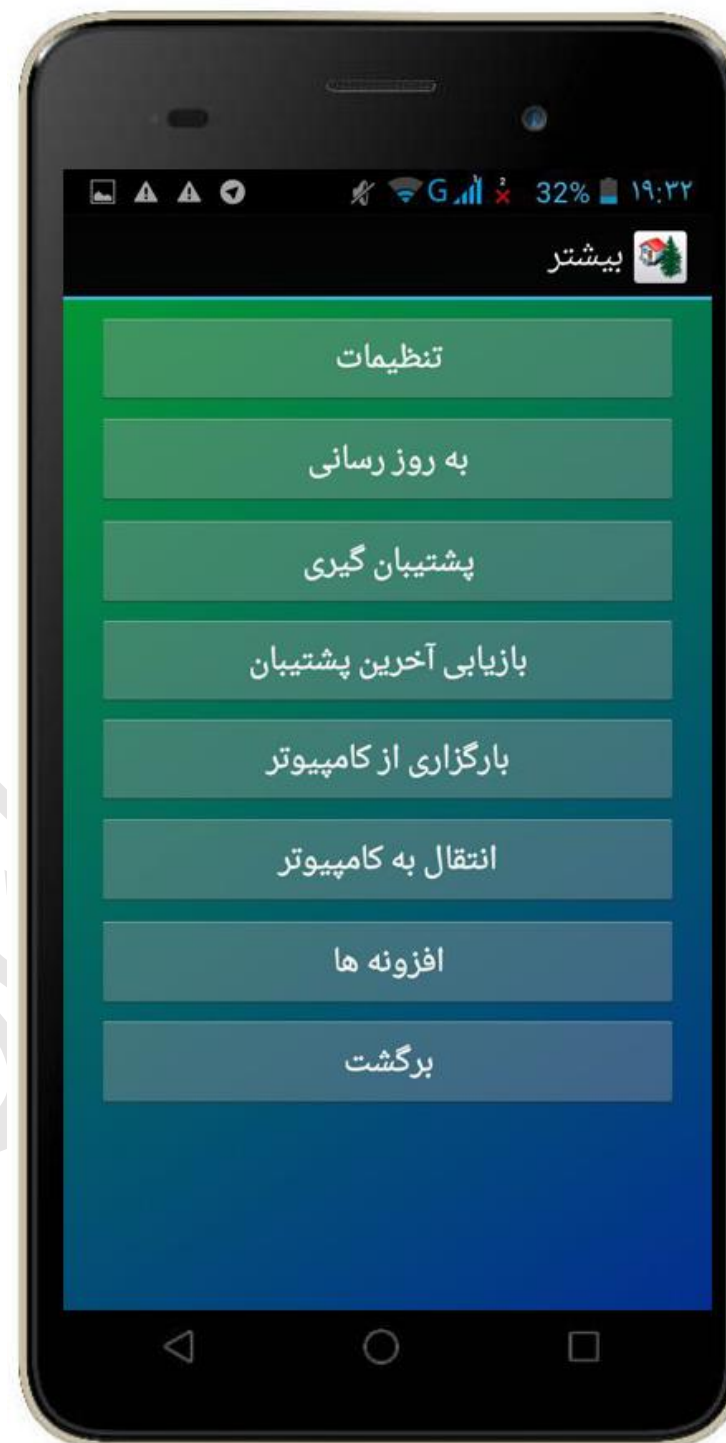 G 2 32% ۱۹:۳۲
بیشتر
تنظیمات
به روز رسانی
پشتیبان گیری
بازیابی آخرین پشتیبان
بارگزاری از کامپیوتر
انتقال به کامپیوتر
افزونه ها
برگشت